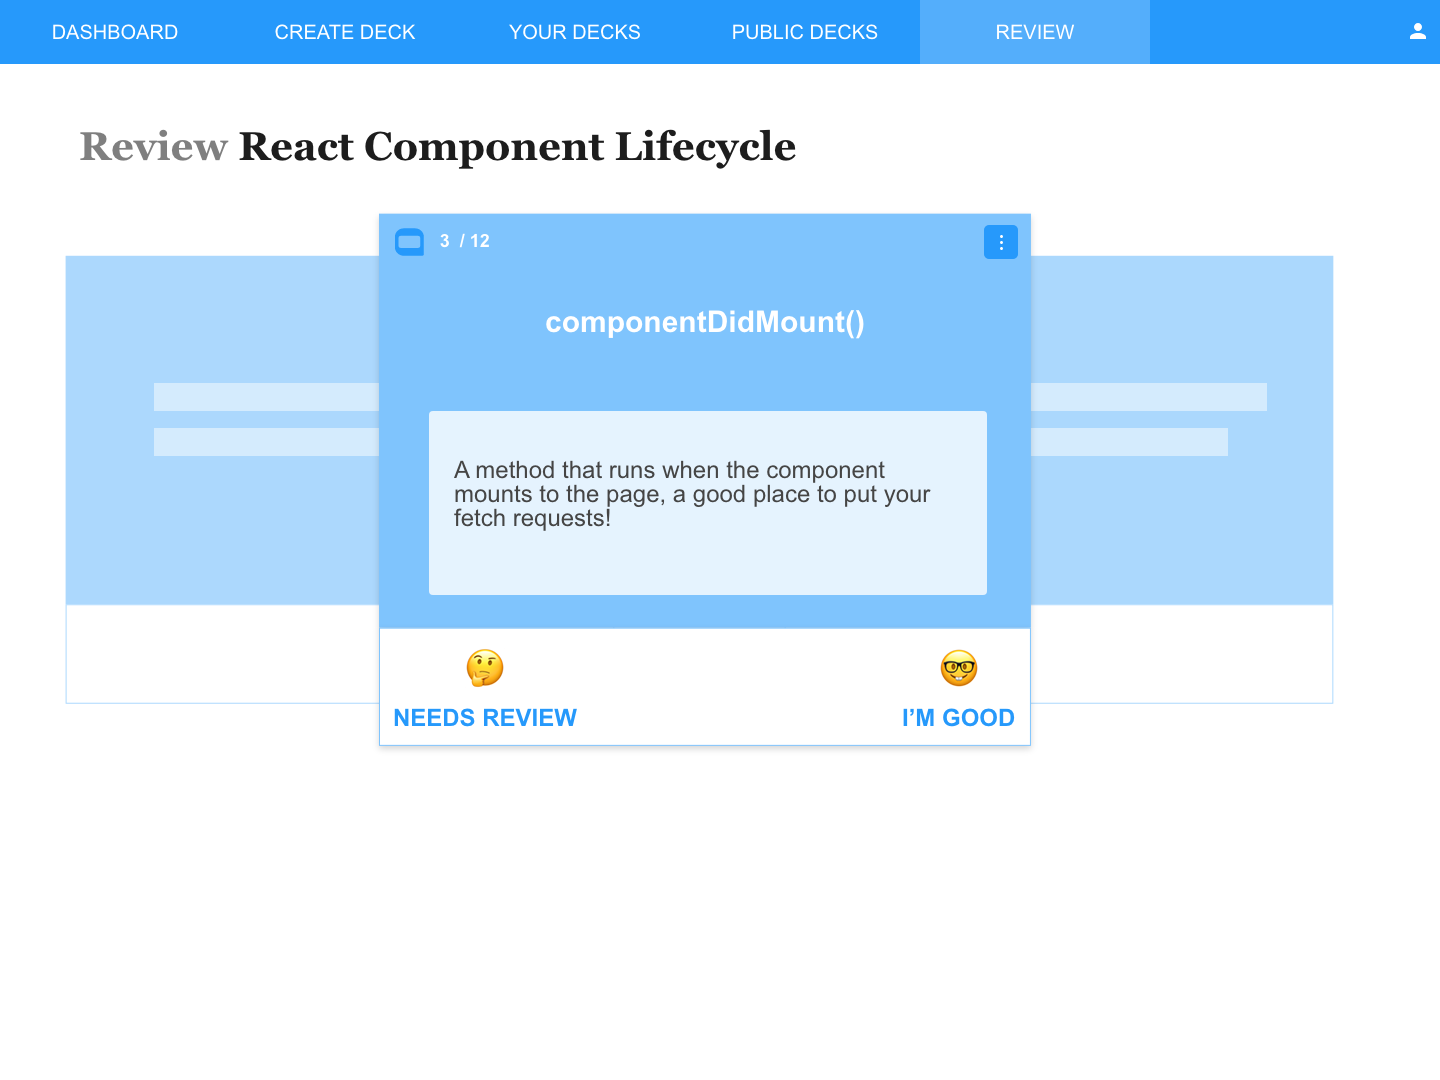 DASHBOARD CREATE DECK YOUR DECKS PUBLIC DECKS REVIEW
Review React Component Lifecycle
3 / 12
componentDidMount()
A method that runs when the component
mounts to the page, a good place to put your
fetch requests!
NEEDS REVIEW I’M GOOD